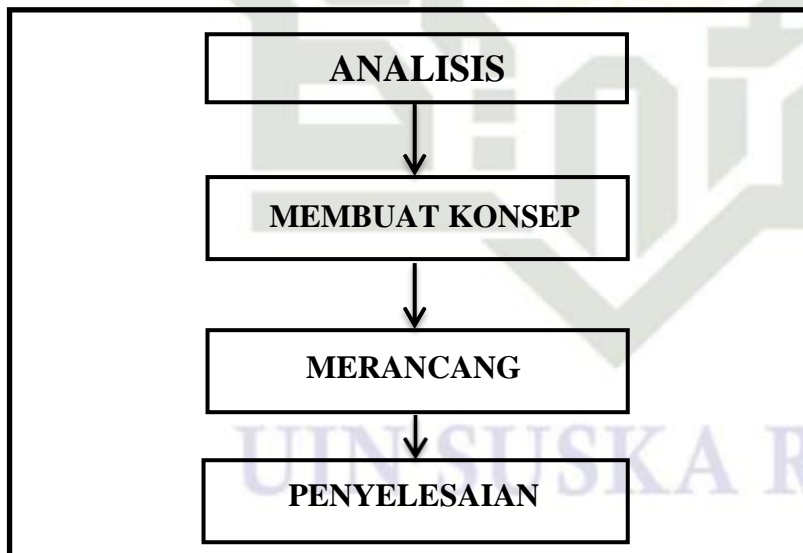 ANALISIS
MEMBUAT KONSEP
MERANCANG
UIN SUSKA R
PENYELESAIAN